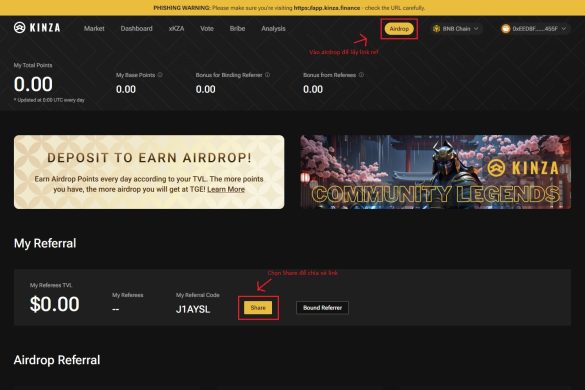 PHISHING WARNING: Please make sure you're visiting https://app.kinza.finance - check the URL carefully.
KINZA Market Dashboard xKZA Vote Bribe Analysis Airdrop BNB Chain 0xEEDBF......455F
Vào airdrop để lấy link ref
My Total Points
0.00
* Updated at 0:00 UTC every day
My Base Points
0.00
Bonus for Binding Referrer
0.00
Bonus from Referees
0.00
DEPOSIT TO EARN AIRDROP!
Earn Airdrop Points every day according to your TVL. The more points
you have, the more airdrop you will get at TGE! Learn More
KINZA
COMMUNITY LEGENDS
My Referral
Chọn Share để chia sẻ link
My Referees TVL
$0.00
My Referees
--
My Referral Code
J1AYSL
Share
Bound Referrer
Airdrop Referral